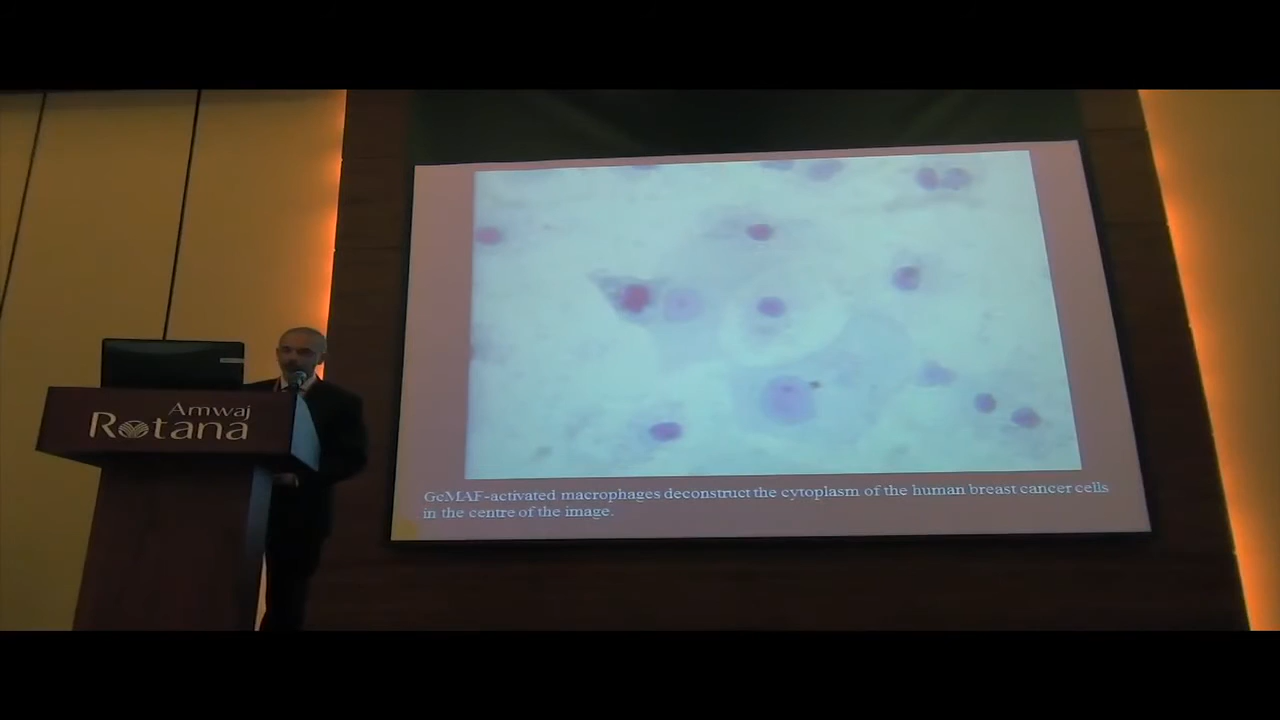 Amwaj
Rotana
GcMAF-activated macrophages deconstruct the cytoplasm of the human breast cancer cells
in the centre of the image.